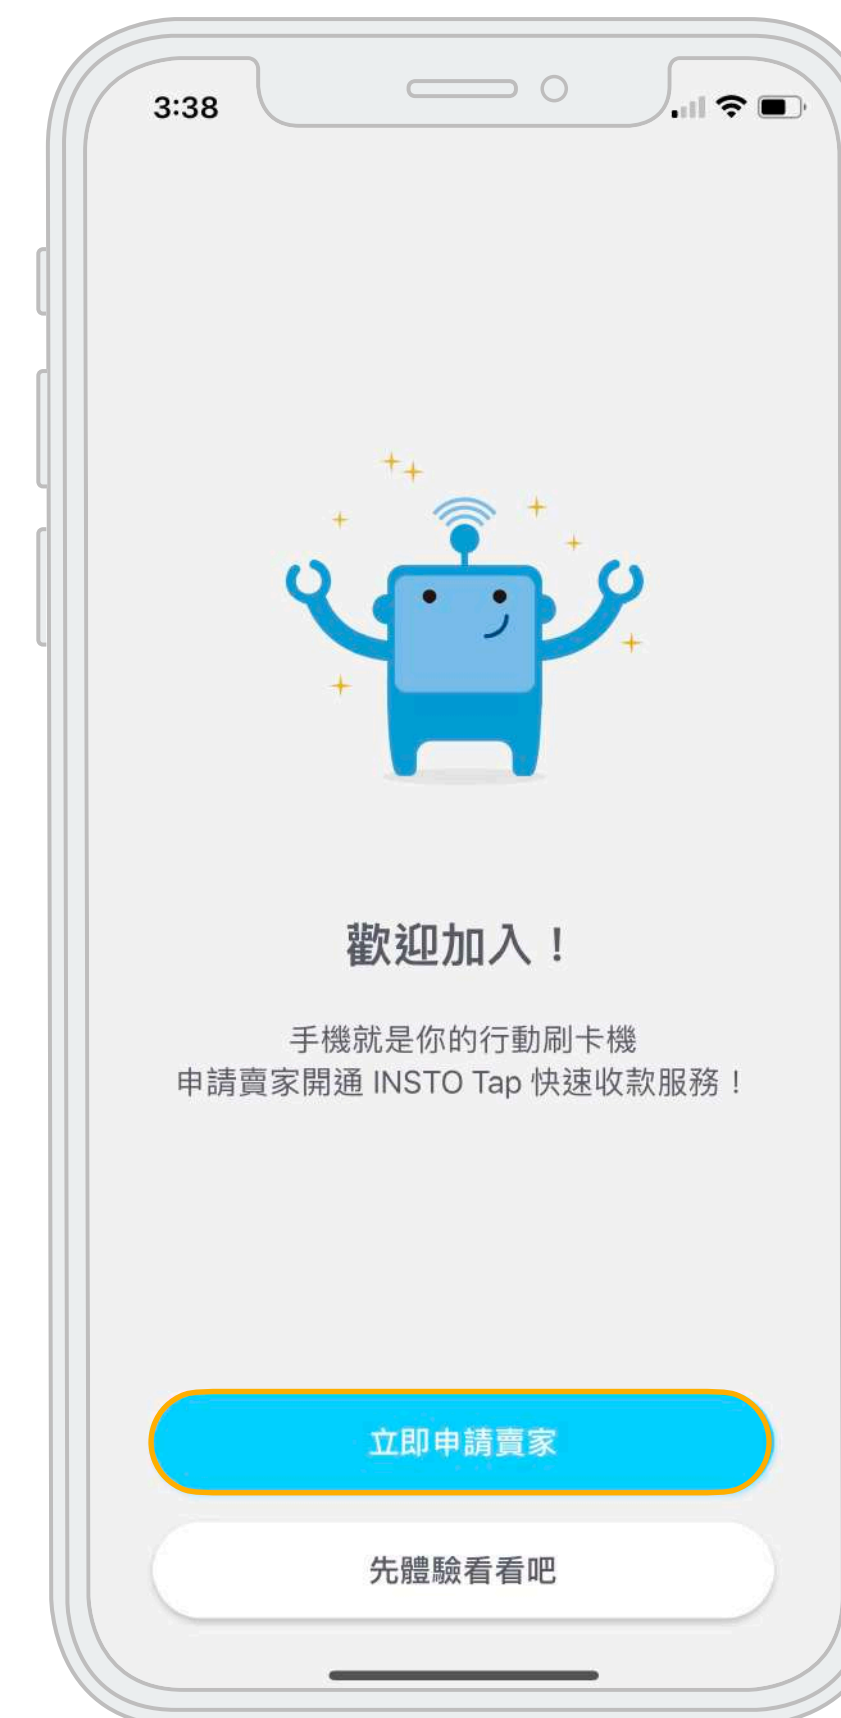 3:38
歡迎加入！
手機就是你的行動刷卡機
申請賣家開通 INSTO Tap 快速收款服務！
立即申請賣家
先體驗看看吧